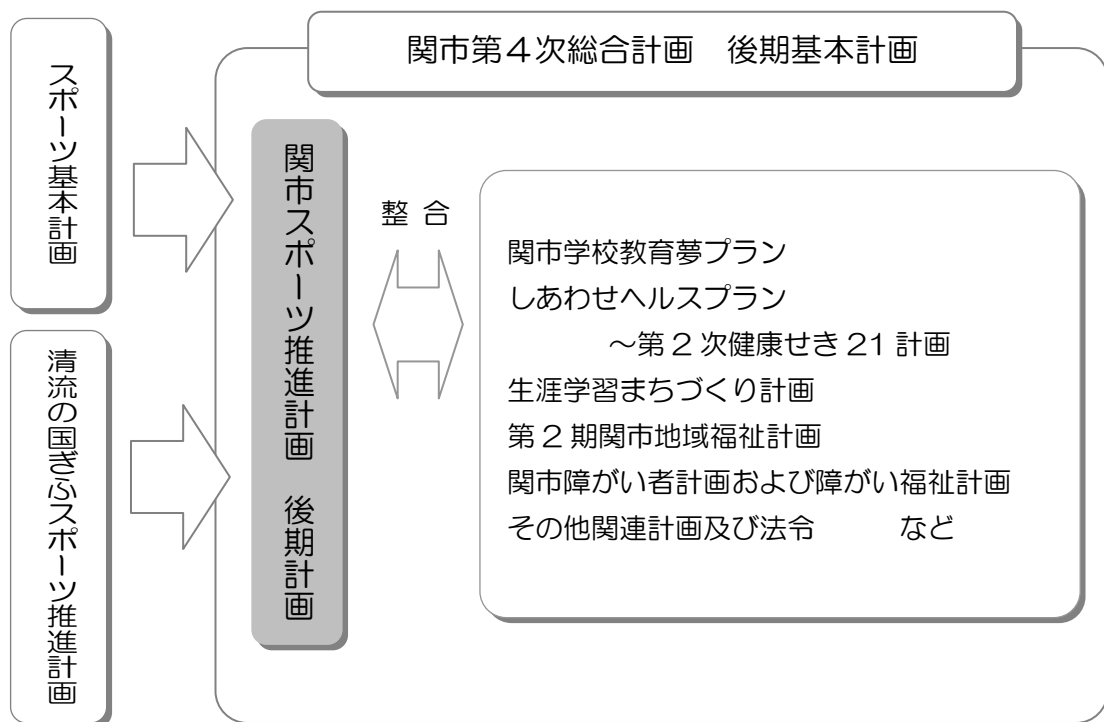 関市第４次総合計画　後期基本計画
スポーツ基本計画
清流の国ぎふスポーツ推進計画
関市スポーツ推進計画　後期計画
整 合
関市学校教育夢プラン
しあわせヘルスプラン
～第２次健康せき 21 計画
生涯学習まちづくり計画
第２期関市地域福祉計画
関市障がい者計画および障がい福祉計画
その他関連計画及び法令　　　など